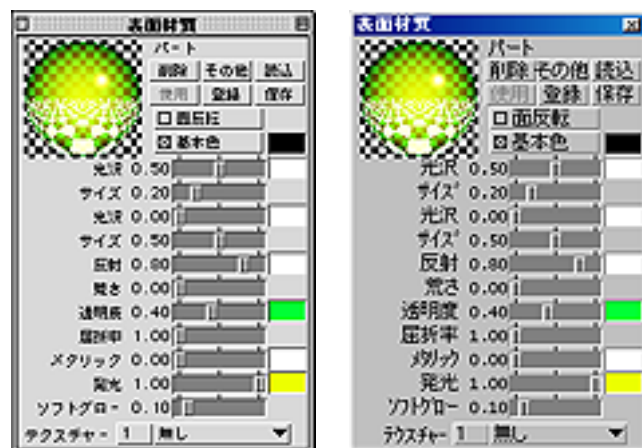 表面材質
パート
削除 その他 読込
使用 登録 保存
面反転
基本色
光沢 0.50
サイズ 0.20
光沢 0.00
サイズ 0.50
反射 0.80
荒さ 0.00
透明度 0.40
屈折率 1.00
メタリック 0.00
発光 1.00
ソフトグロー 0.10
テクスチャー 1 無し
表面材質
パート
削除 その他 読込
使用 登録 保存
面反転
基本色
光沢 0.50
サイズ 0.20
光沢 0.00
サイズ 0.50
反射 0.80
荒さ 0.00
透明度 0.40
屈折率 1.00
メタリック 0.00
発光 1.00
ソフトグロー 0.10
テクスチャー 1 無し